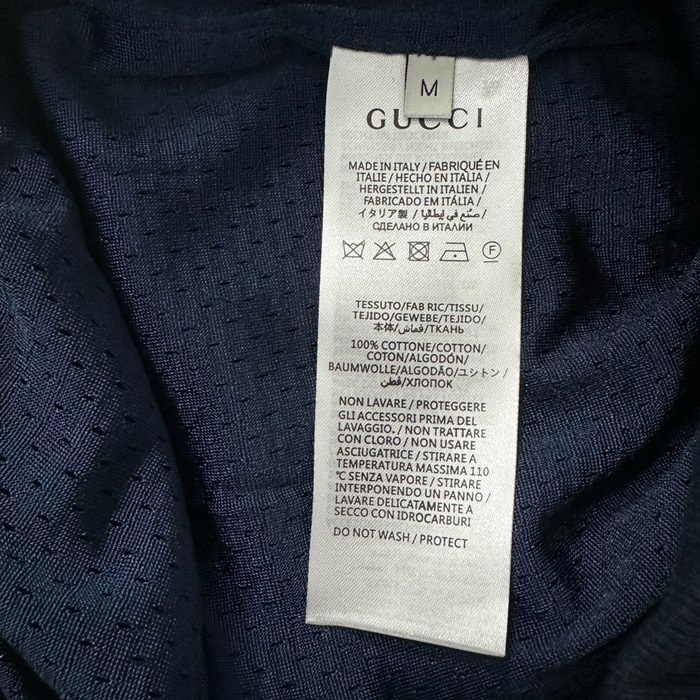 M
GUCCI
MADE IN ITALY / FABRIQUÉ EN
ITALIE / HECHO EN ITALIA /
HERGESTELLT IN ITALIEN /
FABRICADO EM ITÁLIA /
イタリア製 / صنع في إيطاليا /
СДЕЛАНО В ИТАЛИИ
F
TESSUTO/FAB RIC/TISSU/
TEJIDO/GEWEBE/TEJIDO/
本体/قماش/ТКАНЬ
100% COTTONE/COTTON/
COTON/ALGODÓN/
BAUMWOLLE/ALGODÃO/ユシトン/
قطن/ХЛОПОК
NON LAVARE / PROTEGGERE
GLI ACCESSORI PRIMA DEL
LAVAGGIO. / NON TRATTARE
CON CLORO / NON USARE
ASCIUGATRICE / STIRARE A
TEMPERATURA MASSIMA 110
°C SENZA VAPORE / STIRARE
INTERPONENDO UN PANNO /
LAVARE DELICATAMENTE A
SECCO CON IDROCARBURI
DO NOT WASH / PROTECT